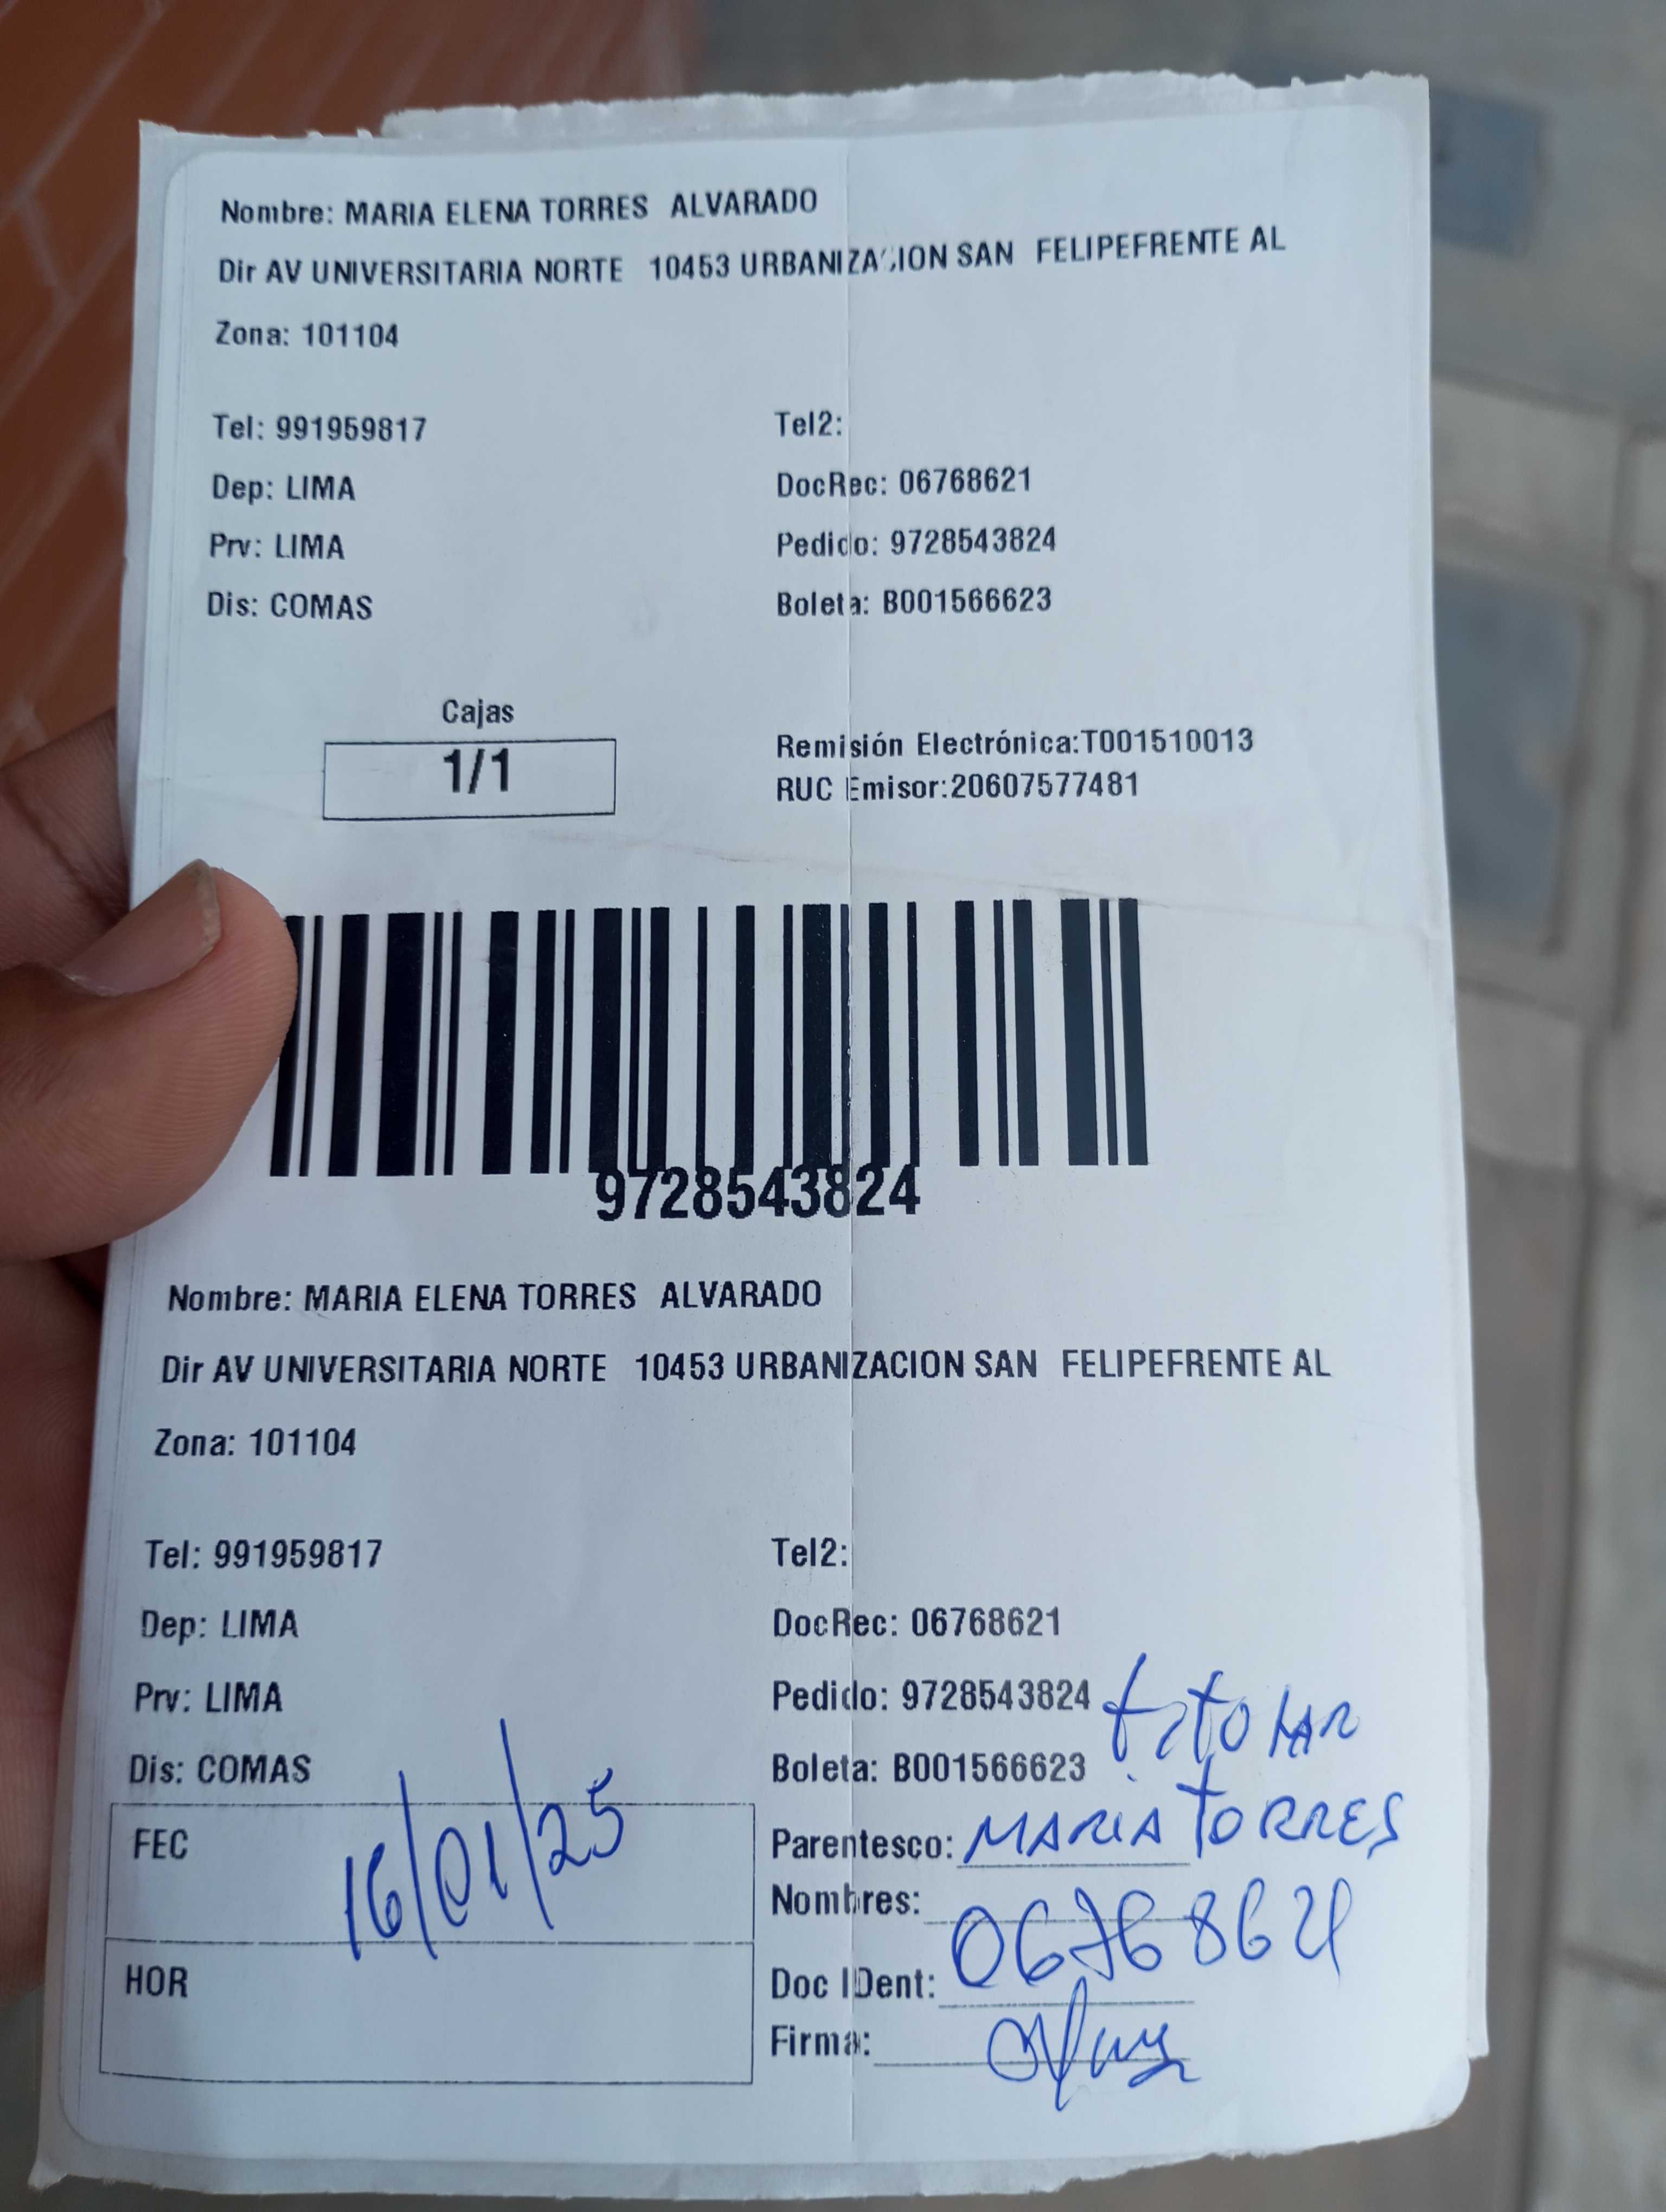 Nombre: MARIA ELENA TORRES ALVARADO
Dir AV UNIVERSITARIA NORTE 10453 URBANIZACION SAN FELIPEFRENTE AL
Zona: 101104
Tel: 991959817 Tel2:
Dep: LIMA DocRec: 06768621
Prv: LIMA Pedido: 9728543824
Dis: COMAS Boleta: B001566623
Cajas
1/1
Remisión Electrónica:T001510013
RUC Emisor:20607577481
9728543824
Nombre: MARIA ELENA TORRES ALVARADO
Dir AV UNIVERSITARIA NORTE 10453 URBANIZACION SAN FELIPEFRENTE AL
Zona: 101104
Tel: 991959817 Tel2:
Dep: LIMA DocRec: 06768621
Prv: LIMA Pedido: 9728543824 titular
Dis: COMAS Boleta: B001566623
FEC 16/01/25 Parentesco: MARIA TORRES
Nombres:
HOR Doc IDent: 06768621
Firma: